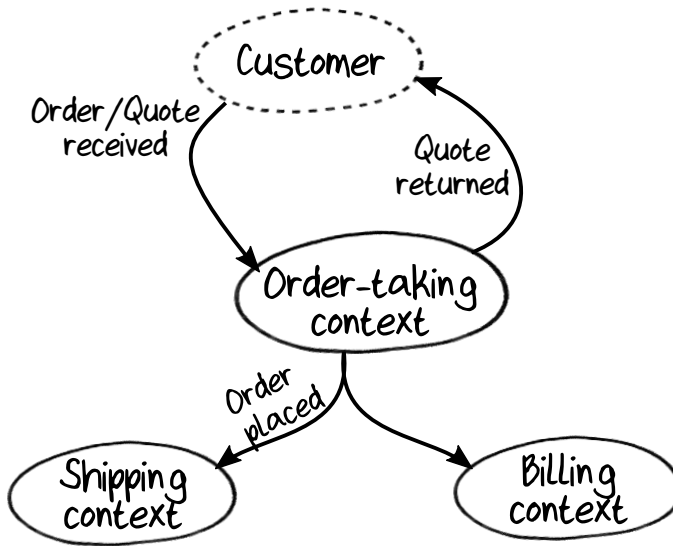 Customer
Order/Quote
received
Quote
returned
Order-taking
context
Order
placed
Shipping
context
Billing
context